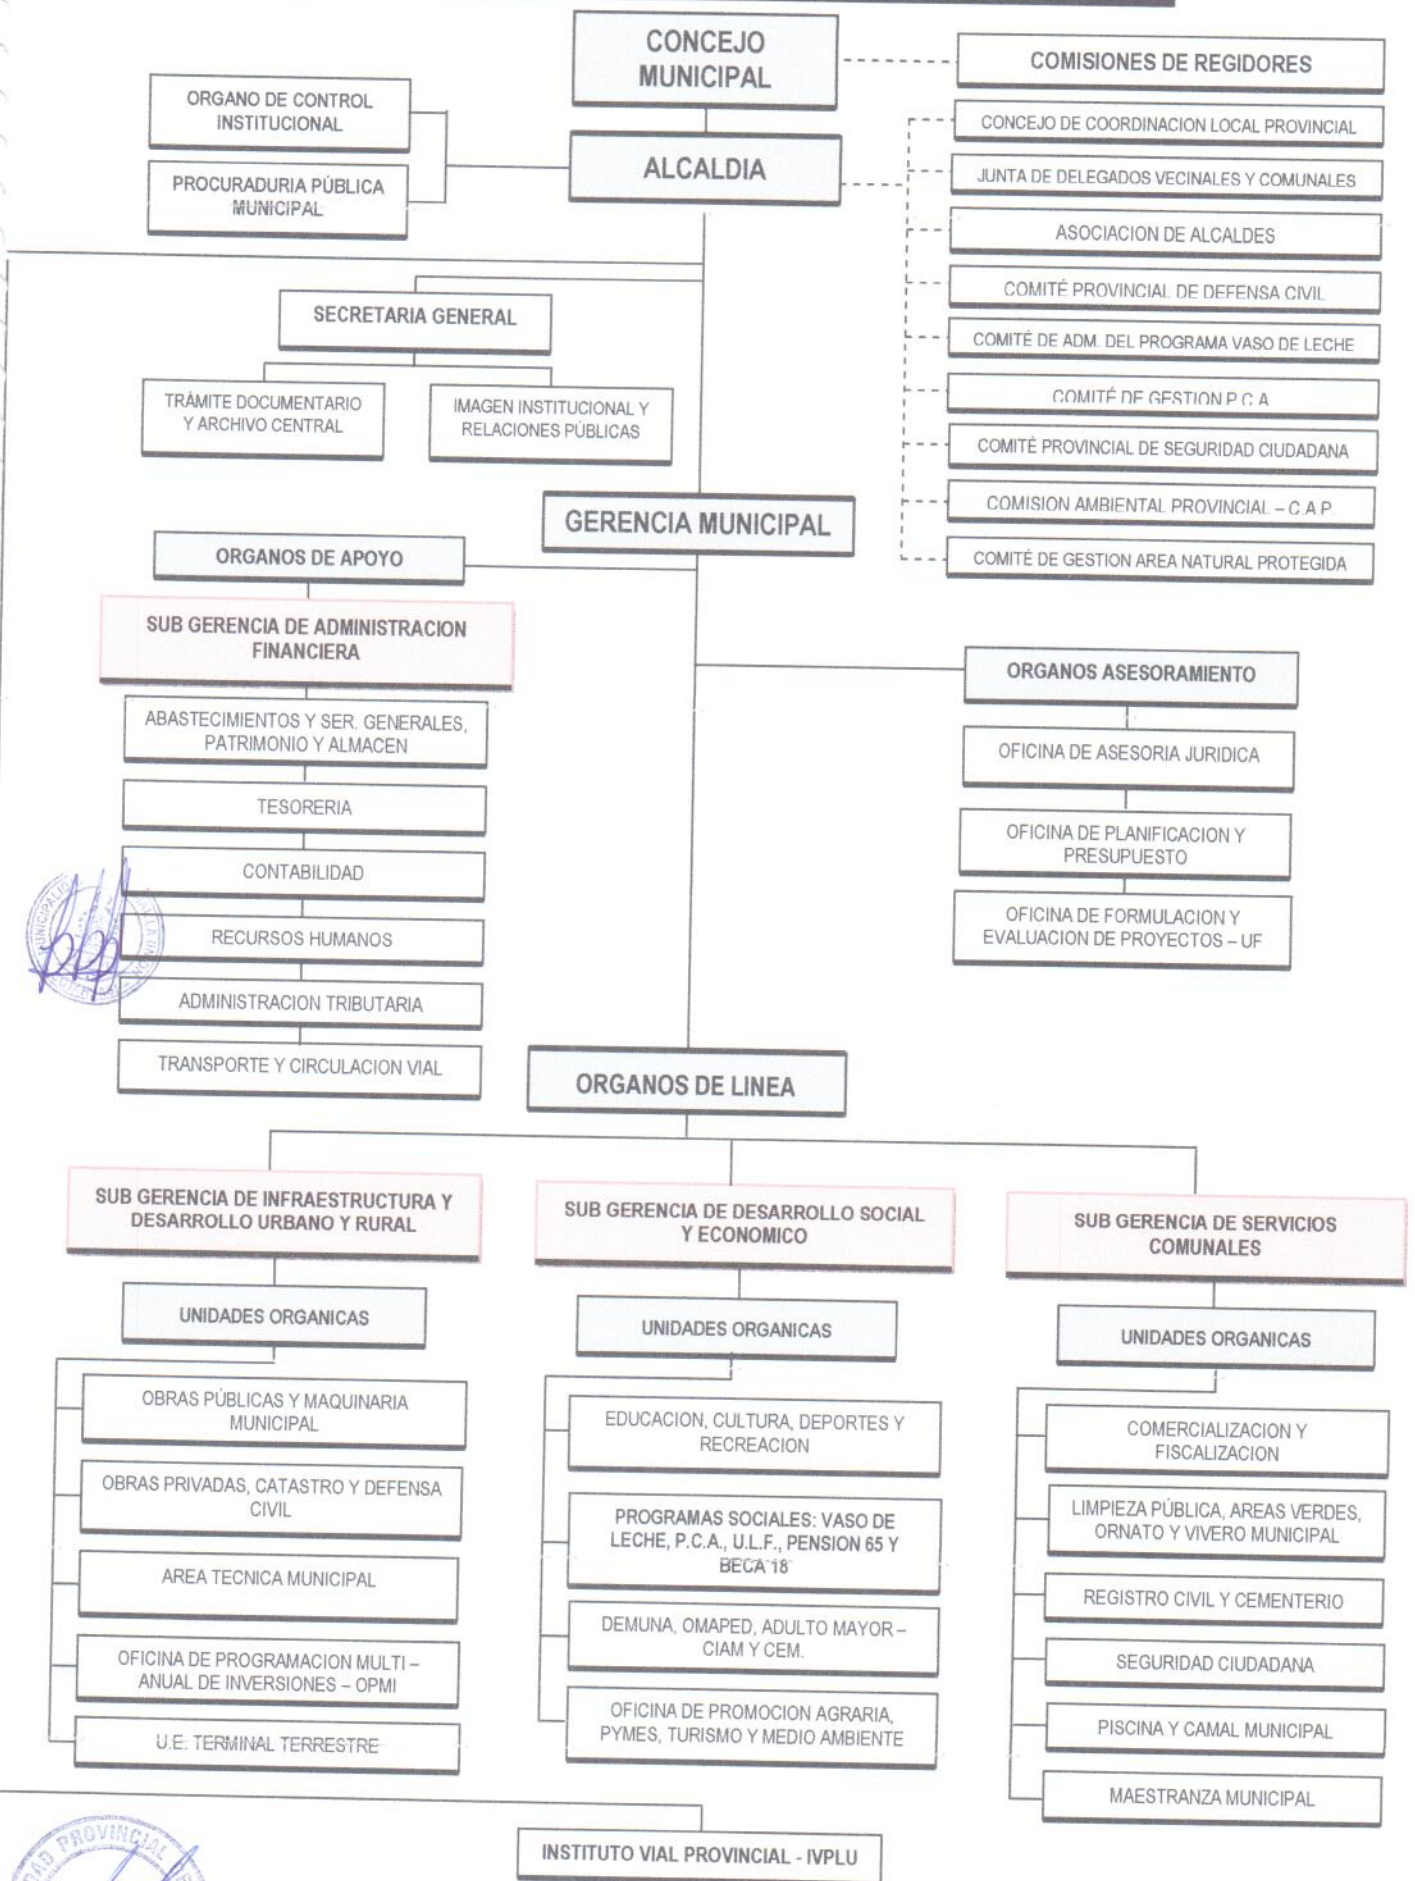 CONCEJO
MUNICIPAL
COMISIONES DE REGIDORES
ORGANO DE CONTROL
INSTITUCIONAL
PROCURADURIA PÚBLICA
MUNICIPAL
ALCALDIA
CONCEJO DE COORDINACION LOCAL PROVINCIAL
JUNTA DE DELEGADOS VECINALES Y COMUNALES
ASOCIACION DE ALCALDES
COMITÉ PROVINCIAL DE DEFENSA CIVIL
COMITÉ DE ADM. DEL PROGRAMA VASO DE LECHE
COMITÉ DE GESTION P.C.A
COMITÉ PROVINCIAL DE SEGURIDAD CIUDADANA
COMISION AMBIENTAL PROVINCIAL – C.A.P.
COMITÉ DE GESTION AREA NATURAL PROTEGIDA
SECRETARIA GENERAL
TRÁMITE DOCUMENTARIO
Y ARCHIVO CENTRAL
IMAGEN INSTITUCIONAL Y
RELACIONES PÚBLICAS
GERENCIA MUNICIPAL
ORGANOS DE APOYO
SUB GERENCIA DE ADMINISTRACION
FINANCIERA
ABASTECIMIENTOS Y SER. GENERALES,
PATRIMONIO Y ALMACEN
TESORERIA
CONTABILIDAD
RECURSOS HUMANOS
ADMINISTRACION TRIBUTARIA
TRANSPORTE Y CIRCULACION VIAL
ORGANOS ASESORAMIENTO
OFICINA DE ASESORIA JURIDICA
OFICINA DE PLANIFICACION Y
PRESUPUESTO
OFICINA DE FORMULACION Y
EVALUACION DE PROYECTOS – UF
ORGANOS DE LINEA
SUB GERENCIA DE INFRAESTRUCTURA Y
DESARROLLO URBANO Y RURAL
UNIDADES ORGANICAS
OBRAS PÚBLICAS Y MAQUINARIA
MUNICIPAL
OBRAS PRIVADAS, CATASTRO Y DEFENSA
CIVIL
AREA TECNICA MUNICIPAL
OFICINA DE PROGRAMACION MULTI –
ANUAL DE INVERSIONES – OPMI
U.E. TERMINAL TERRESTRE
SUB GERENCIA DE DESARROLLO SOCIAL
Y ECONOMICO
UNIDADES ORGANICAS
EDUCACION, CULTURA, DEPORTES Y
RECREACION
PROGRAMAS SOCIALES: VASO DE
LECHE, P.C.A., U.L.F., PENSION 65 Y
BECA 18
DEMUNA, OMAPED, ADULTO MAYOR –
CIAM Y CEM.
OFICINA DE PROMOCION AGRARIA,
PYMES, TURISMO Y MEDIO AMBIENTE
SUB GERENCIA DE SERVICIOS
COMUNALES
UNIDADES ORGANICAS
COMERCIALIZACION Y
FISCALIZACION
LIMPIEZA PÚBLICA, AREAS VERDES,
ORNATO Y VIVERO MUNICIPAL
REGISTRO CIVIL Y CEMENTERIO
SEGURIDAD CIUDADANA
PISCINA Y CAMAL MUNICIPAL
MAESTRANZA MUNICIPAL
INSTITUTO VIAL PROVINCIAL - IVPLU
PROVINCIAL